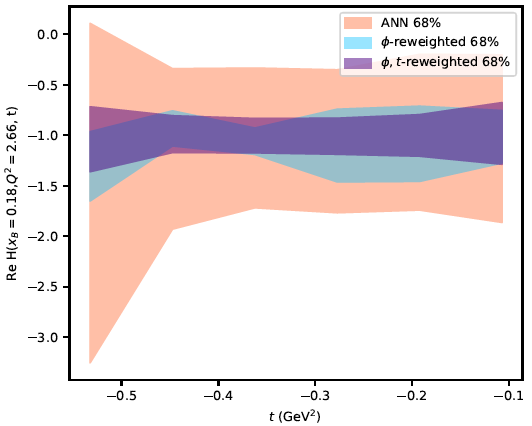 ANN 68%
ϕ-reweighted 68%
ϕ, t-reweighted 68%
0.0
−0.5
−1.0
−1.5
−2.0
−2.5
−3.0
Re H(x_B = 0.18,Q² = 2.66, t)
−0.5
−0.4
−0.3
−0.2
−0.1
t (GeV²)